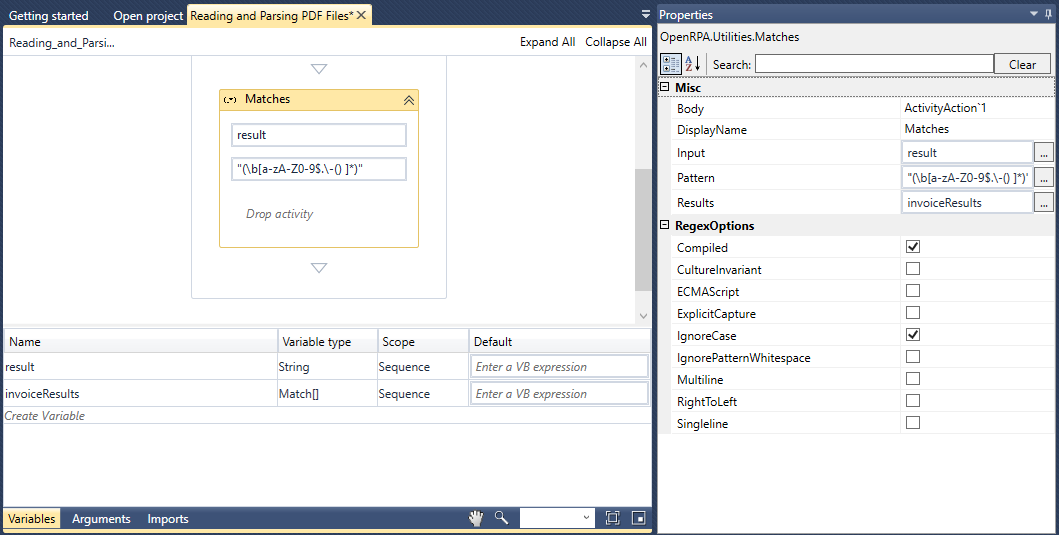 Getting started
Open project
Reading and Parsing PDF Files*
Reading_and_Parsi...
Expand All
Collapse All
(.*) Matches
result
"(\b[a-zA-Z0-9$.\-() ]*)"
Drop activity
Name
Variable type
Scope
Default
result
String
Sequence
Enter a VB expression
invoiceResults
Match[]
Sequence
Enter a VB expression
Create Variable
Variables
Arguments
Imports
Properties
OpenRPA.Utilities.Matches
Search:
Clear
Misc
Body
ActivityAction`1
DisplayName
Matches
Input
result
...
Pattern
"(\b[a-zA-Z0-9$.\-() ]*)'
...
Results
invoiceResults
...
RegexOptions
Compiled
CultureInvariant
ECMAScript
ExplicitCapture
IgnoreCase
IgnorePatternWhitespace
Multiline
RightToLeft
Singleline